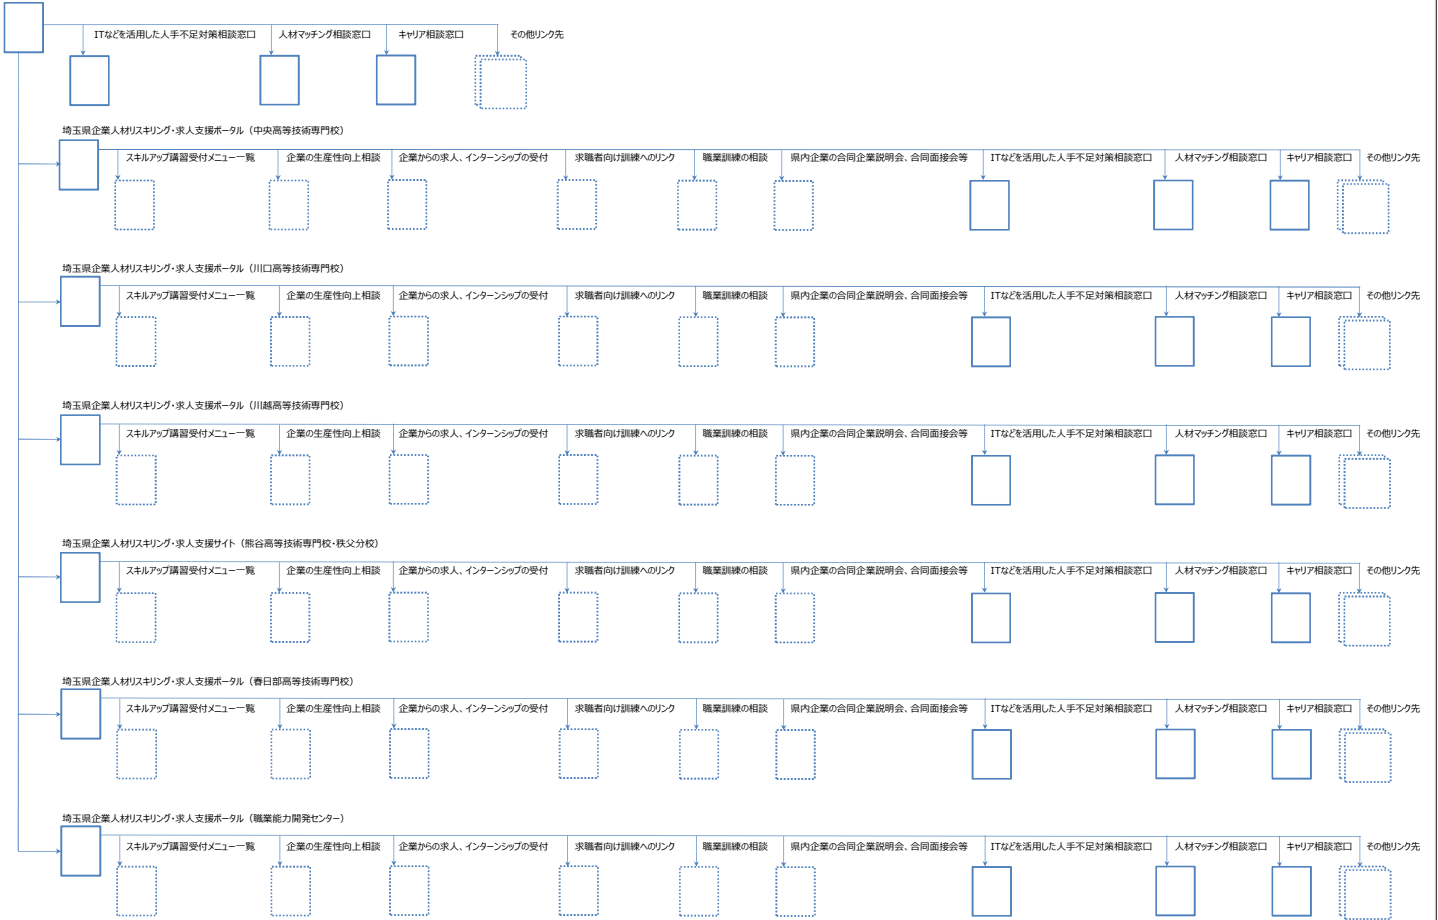 ITなどを活用した人手不足対策相談窓口 人材マッチング相談窓口 キャリア相談窓口 その他リンク先
埼玉県企業人材リスキリング・求人支援ポータル（中央高等技術専門校）
スキルアップ講習受付メニュー一覧 企業の生産性向上相談 企業からの求人、インターンシップの受付 求職者向け訓練へのリンク 職業訓練の相談 県内企業の合同企業説明会、合同面接会等 ITなどを活用した人手不足対策相談窓口 人材マッチング相談窓口 キャリア相談窓口 その他リンク先
埼玉県企業人材リスキリング・求人支援ポータル（川口高等技術専門校）
スキルアップ講習受付メニュー一覧 企業の生産性向上相談 企業からの求人、インターンシップの受付 求職者向け訓練へのリンク 職業訓練の相談 県内企業の合同企業説明会、合同面接会等 ITなどを活用した人手不足対策相談窓口 人材マッチング相談窓口 キャリア相談窓口 その他リンク先
埼玉県企業人材リスキリング・求人支援ポータル（川越高等技術専門校）
スキルアップ講習受付メニュー一覧 企業の生産性向上相談 企業からの求人、インターンシップの受付 求職者向け訓練へのリンク 職業訓練の相談 県内企業の合同企業説明会、合同面接会等 ITなどを活用した人手不足対策相談窓口 人材マッチング相談窓口 キャリア相談窓口 その他リンク先
埼玉県企業人材リスキリング・求人支援サイト（熊谷高等技術専門校・秩父分校）
スキルアップ講習受付メニュー一覧 企業の生産性向上相談 企業からの求人、インターンシップの受付 求職者向け訓練へのリンク 職業訓練の相談 県内企業の合同企業説明会、合同面接会等 ITなどを活用した人手不足対策相談窓口 人材マッチング相談窓口 キャリア相談窓口 その他リンク先
埼玉県企業人材リスキリング・求人支援ポータル（春日部高等技術専門校）
スキルアップ講習受付メニュー一覧 企業の生産性向上相談 企業からの求人、インターンシップの受付 求職者向け訓練へのリンク 職業訓練の相談 県内企業の合同企業説明会、合同面接会等 ITなどを活用した人手不足対策相談窓口 人材マッチング相談窓口 キャリア相談窓口 その他リンク先
埼玉県企業人材リスキリング・求人支援ポータル（職業能力開発センター）
スキルアップ講習受付メニュー一覧 企業の生産性向上相談 企業からの求人、インターンシップの受付 求職者向け訓練へのリンク 職業訓練の相談 県内企業の合同企業説明会、合同面接会等 ITなどを活用した人手不足対策相談窓口 人材マッチング相談窓口 キャリア相談窓口 その他リンク先